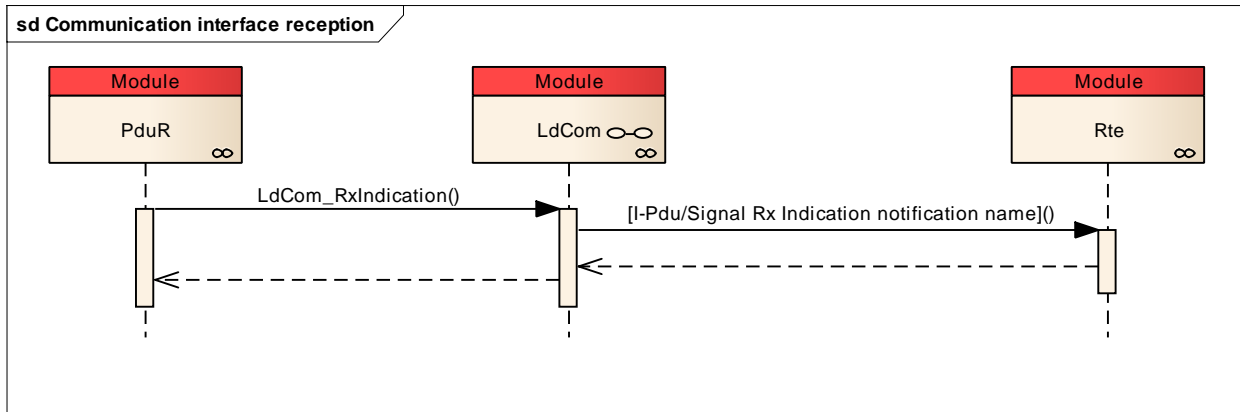 sd Communication interface reception
Module
Module
Module
PduR
LdCom
Rte
LdCom_RxIndication()
[I-Pdu/Signal Rx Indication notification name]()